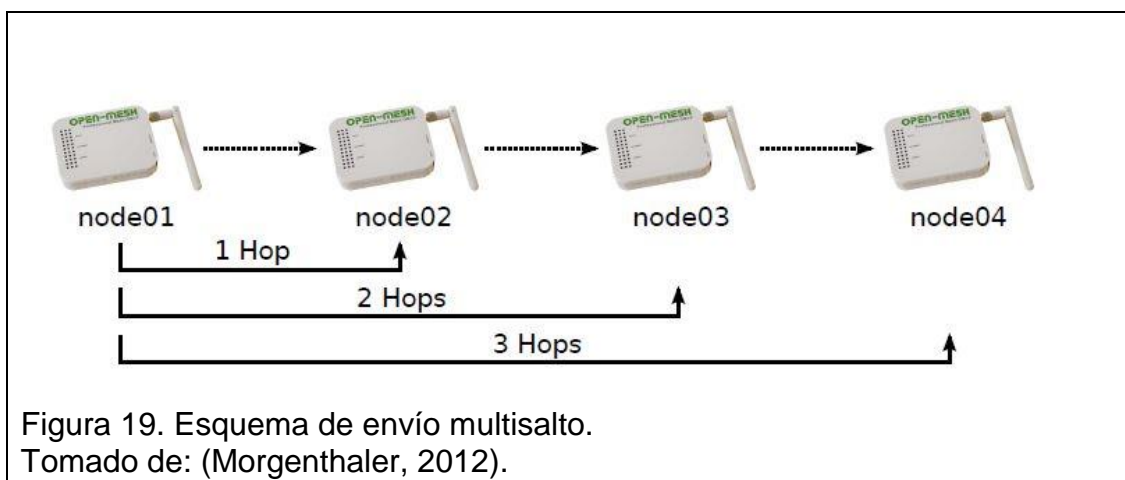 OPEN-MESH OPEN-MESH OPEN-MESH OPEN-MESH
node01 node02 node03 node04
1 Hop
2 Hops
3 Hops
Figura 19. Esquema de envío multisalto.
Tomado de: (Morgenthaler, 2012).